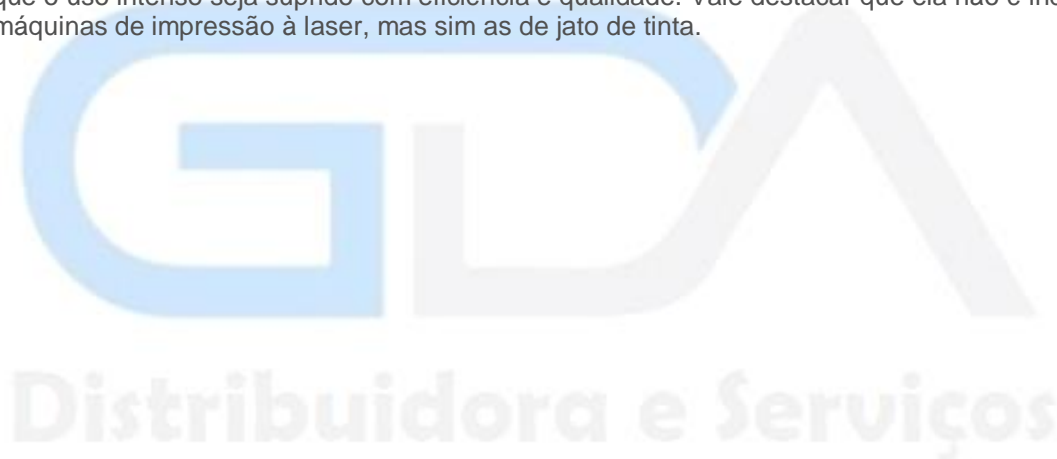 que o uso intenso seja suprido com eficiência e qualidade. Vale destacar que ela não é
máquinas de impressão à laser, mas sim as de jato de tinta.
GDA
Distribuidora e Serviços